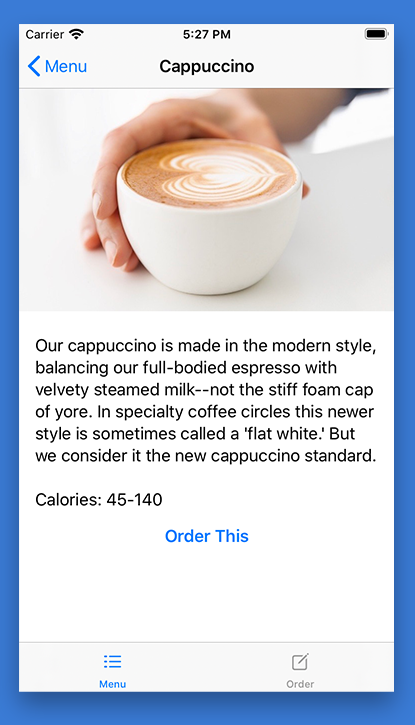 Carrier 5:27 PM
Menu Cappuccino
Our cappuccino is made in the modern style,
balancing our full-bodied espresso with
velvety steamed milk--not the stiff foam cap
of yore. In specialty coffee circles this newer
style is sometimes called a 'flat white.' But
we consider it the new cappuccino standard.
Calories: 45-140
Order This
Menu Order